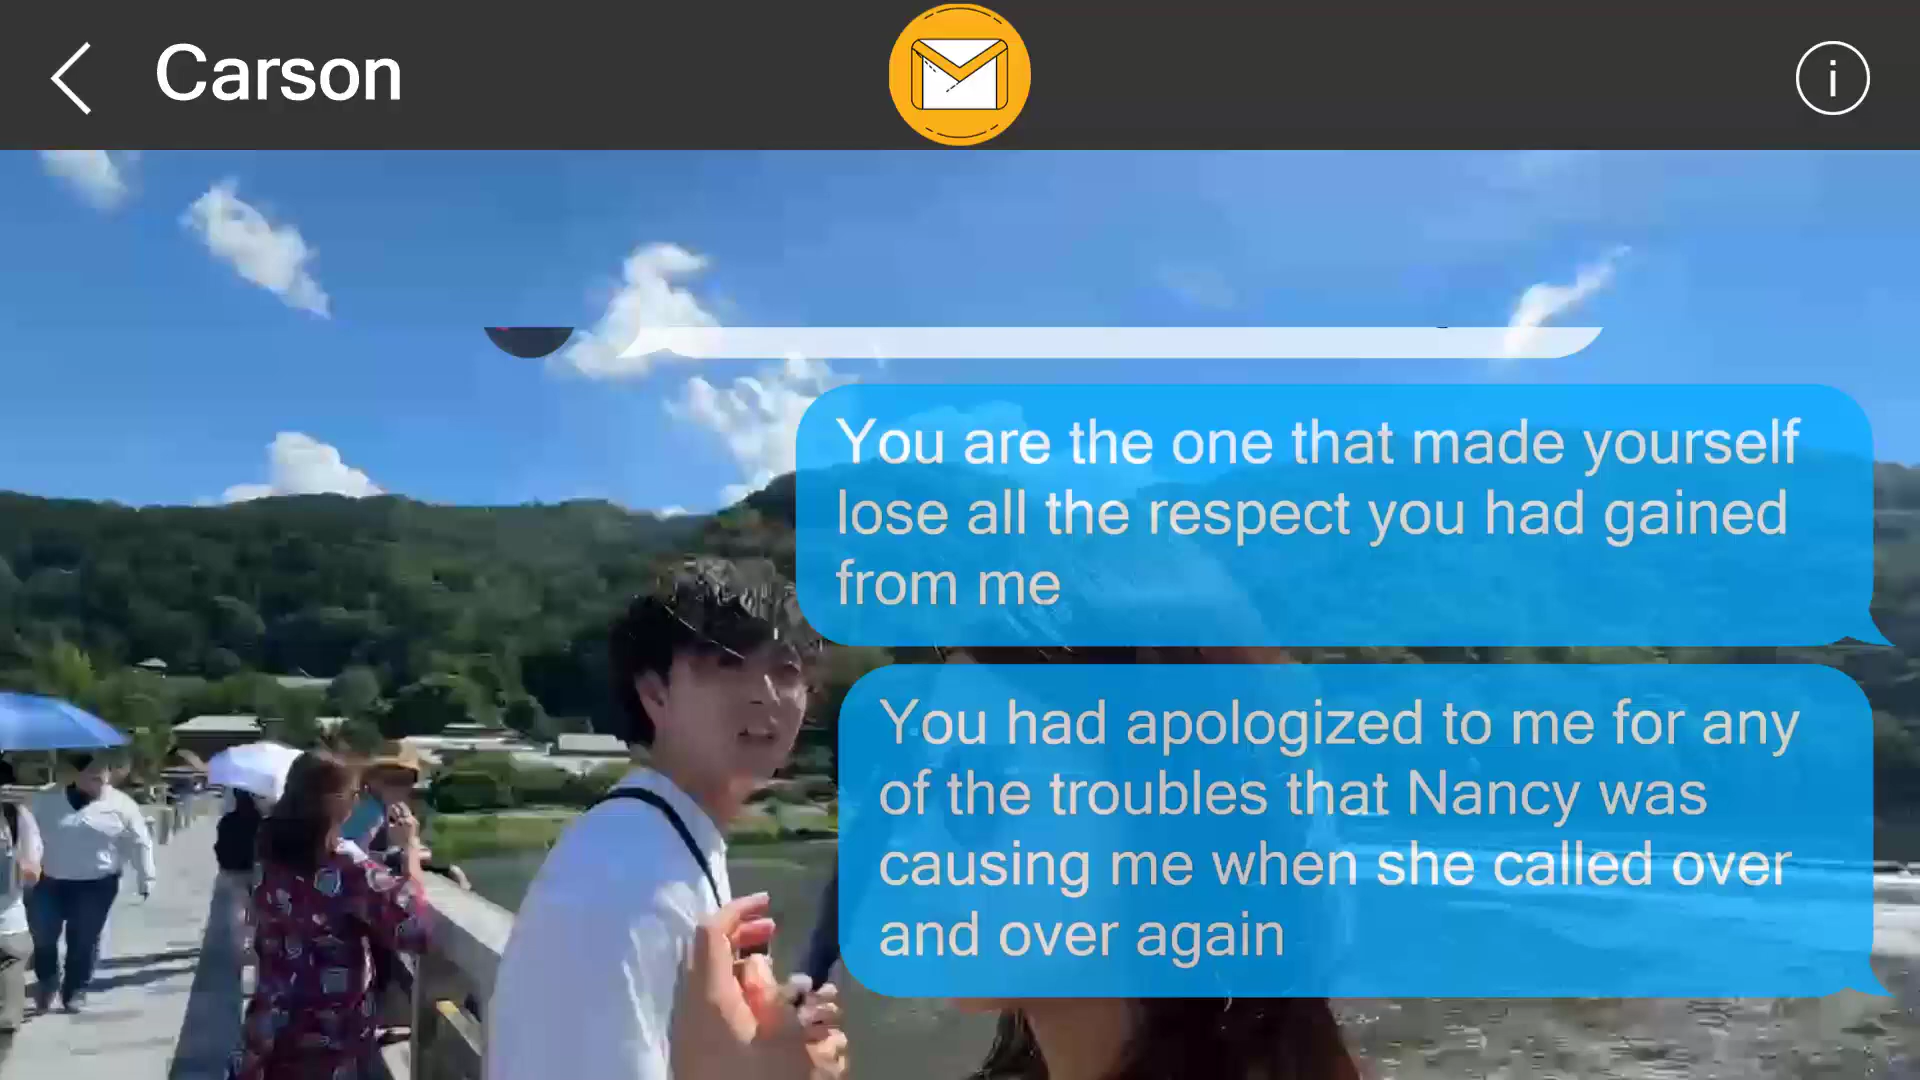 Carson
i
You are the one that made yourself
lose all the respect you had gained
from me
You had apologized to me for any
of the troubles that Nancy was
causing me when she called over
and over again